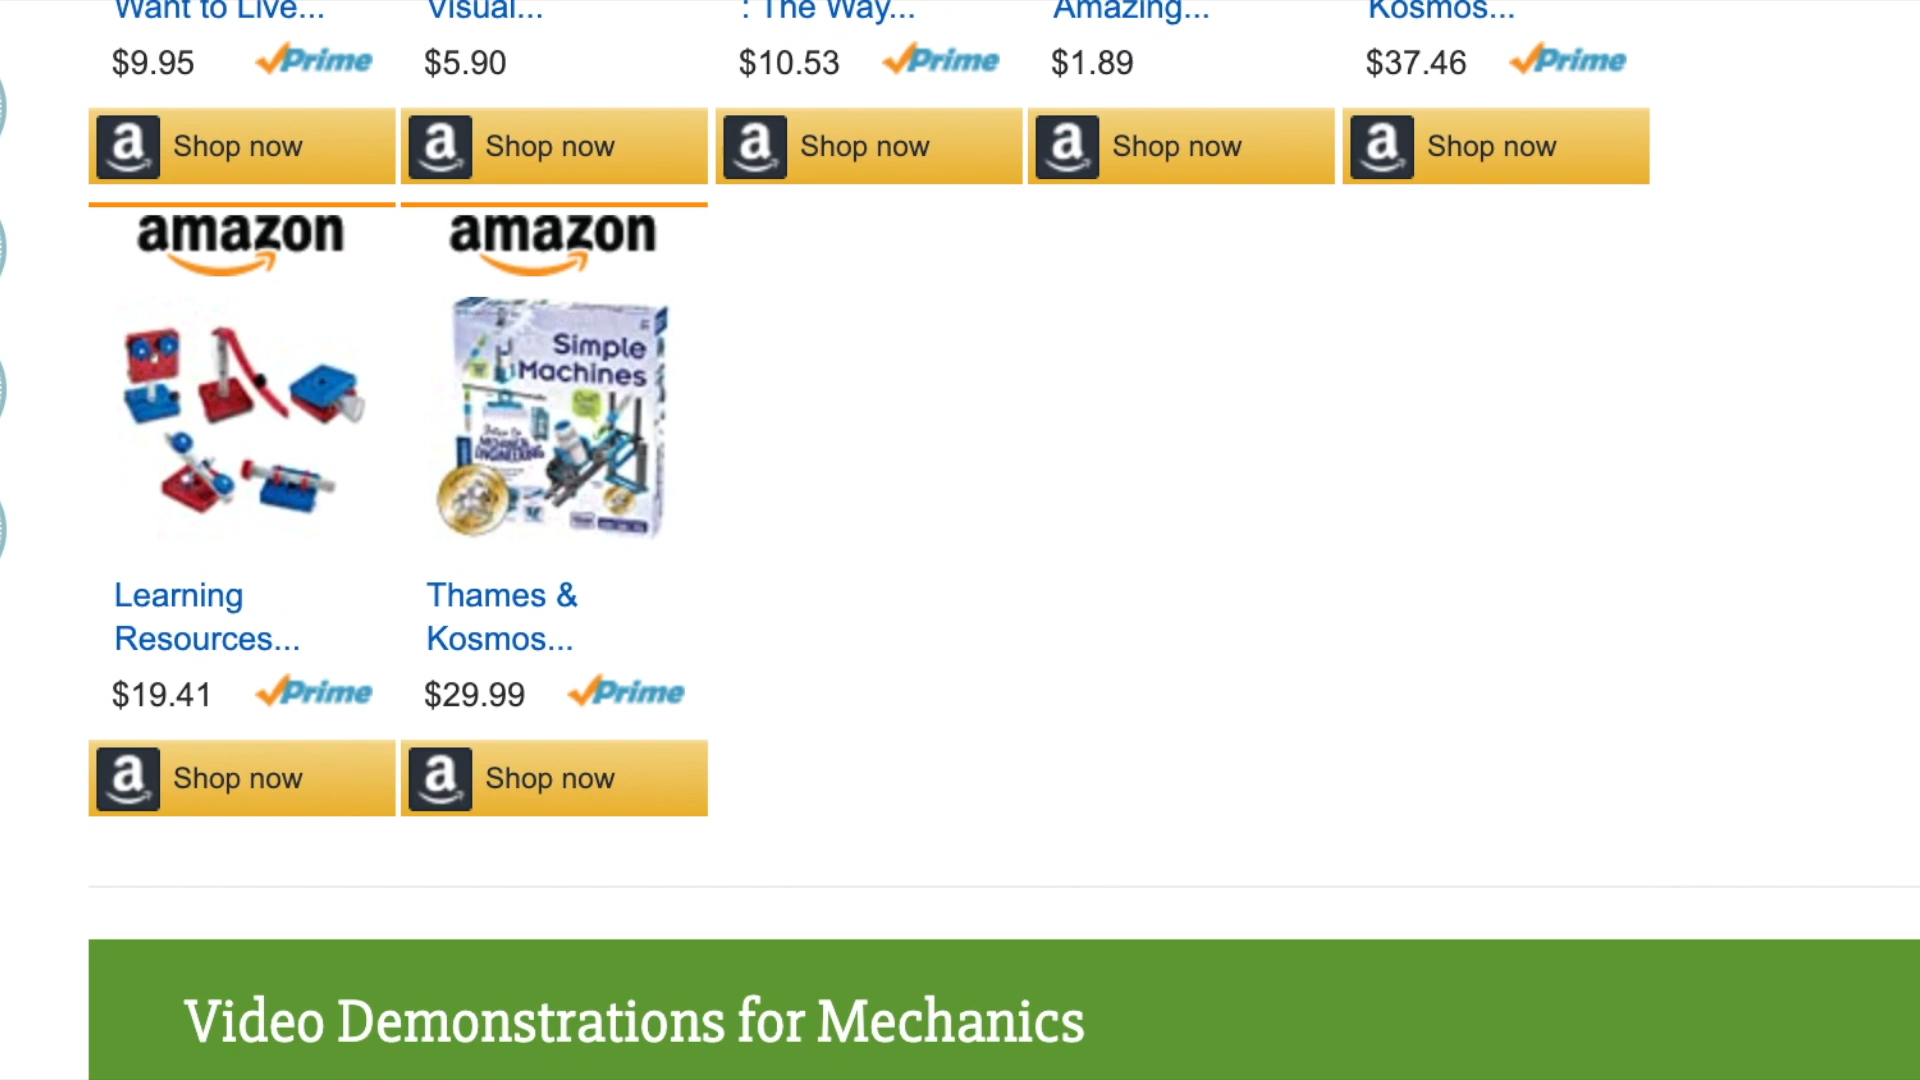 Want to Live...
Visual...
: The Way...
Amazing...
Kosmos...
$9.95 Prime
$5.90
$10.53 Prime
$1.89
$37.46 Prime
a Shop now
a Shop now
a Shop now
a Shop now
a Shop now
amazon
amazon
Simple
Machines
MECHANICAL
ENGINEERING
Learning
Resources...
Thames &
Kosmos...
$19.41 Prime
$29.99 Prime
a Shop now
a Shop now
Video Demonstrations for Mechanics